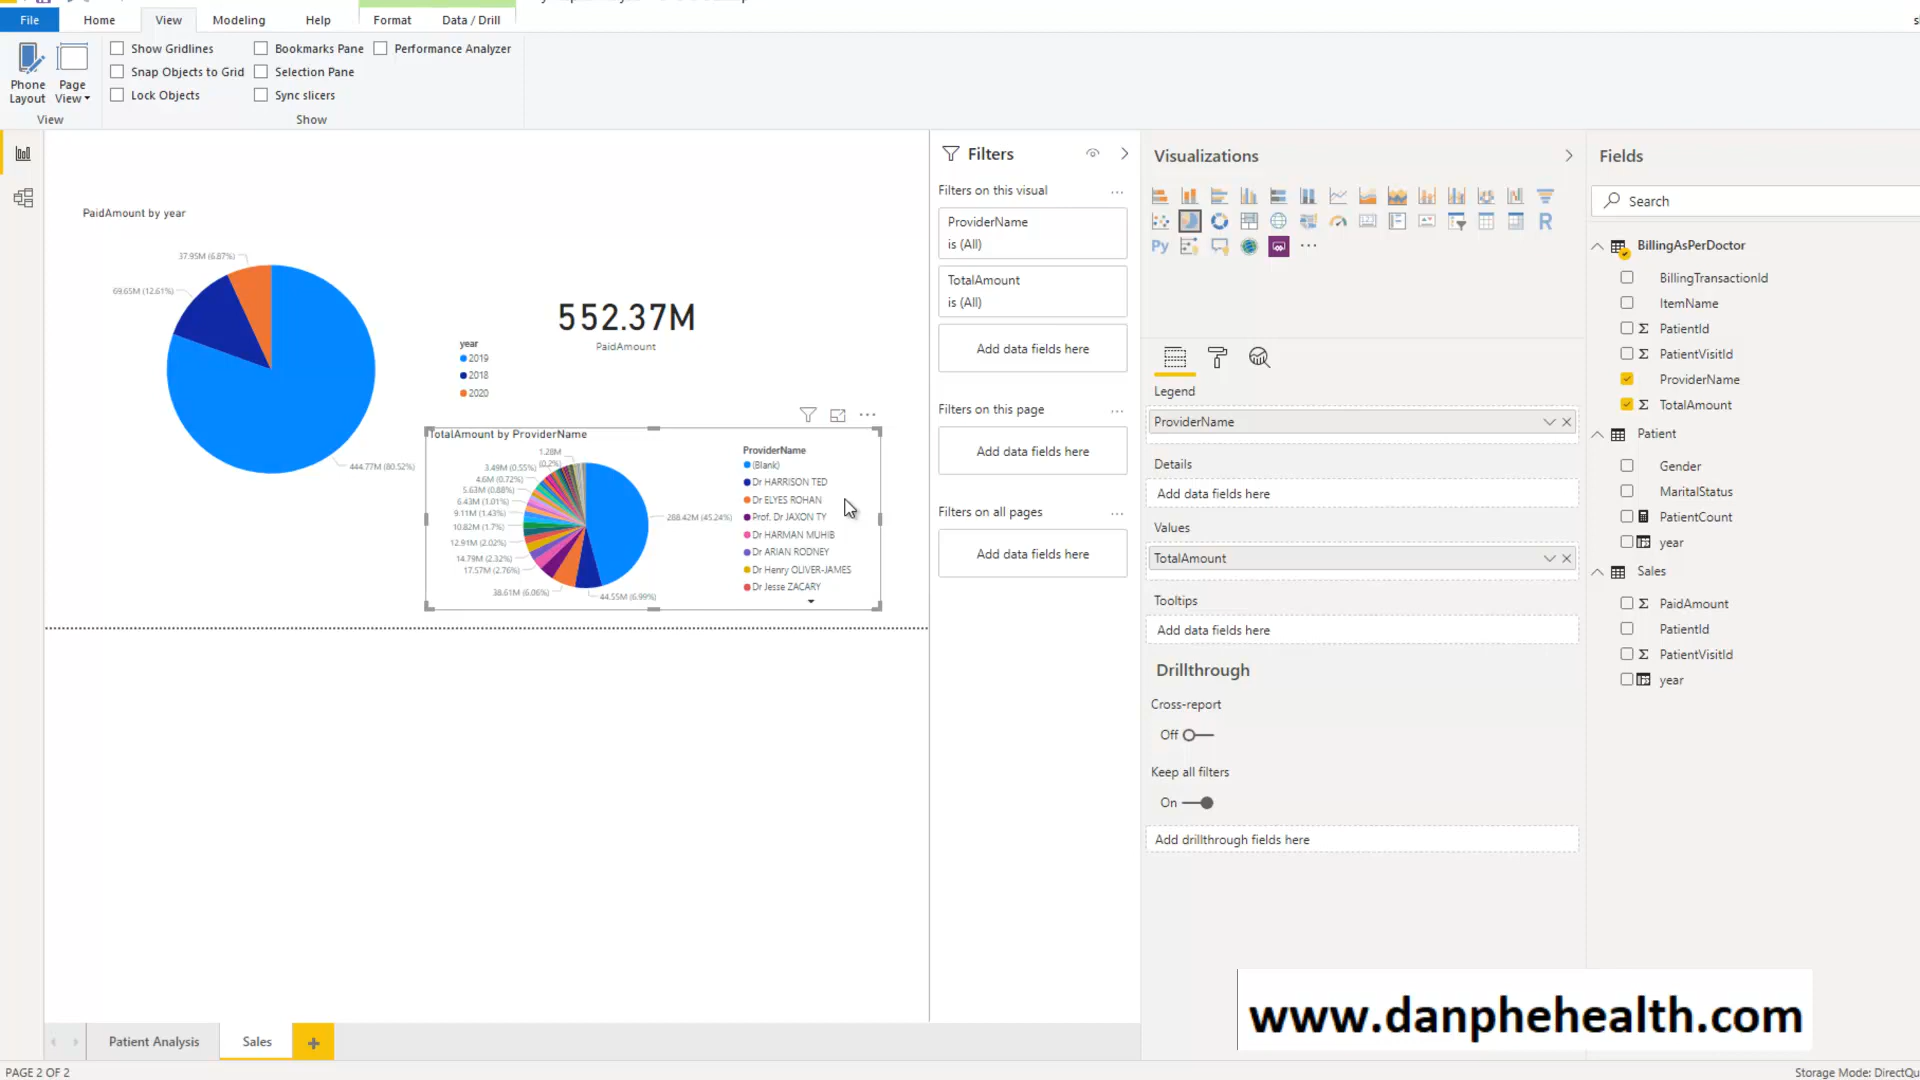 File
Home
View
Modeling
Help
Format
Data / Drill
Phone
Layout
Page
View
View
Show Gridlines
Snap Objects to Grid
Lock Objects
Bookmarks Pane
Selection Pane
Sync slicers
Performance Analyzer
Show
PaidAmount by year
37.95M (6.87%)
69.65M (12.61%)
444.77M (80.52%)
year
2019
2018
2020
552.37M
PaidAmount
TotalAmount by ProviderName
1.28M
(0.2%)
3.49M (0.55%)
4.6M (0.72%)
5.63M (0.88%)
6.43M (1.01%)
9.11M (1.43%)
10.82M (1.7%)
12.91M (2.02%)
14.79M (2.32%)
17.57M (2.76%)
38.61M (6.06%)
44.55M (6.99%)
288.42M (45.24%)
ProviderName
(Blank)
Dr HARRISON TED
Dr ELYES ROHAN
Prof. Dr JAXON TY
Dr HARMAN MUHIB
Dr ARIAN RODNEY
Dr Henry OLIVER-JAMES
Dr Jesse ZACARY
Filters
Filters on this visual
...
ProviderName
is (All)
TotalAmount
is (All)
Add data fields here
Filters on this page
...
Add data fields here
Filters on all pages
...
Add data fields here
Visualizations
R
Py
...
Legend
ProviderName
Details
Add data fields here
Values
TotalAmount
Tooltips
Add data fields here
Drillthrough
Cross-report
Off
Keep all filters
On
Add drillthrough fields here
Fields
Search
BillingAsPerDoctor
BillingTransactionId
ItemName
Σ PatientId
Σ PatientVisitId
ProviderName
Σ TotalAmount
Patient
Gender
MaritalStatus
PatientCount
year
Sales
Σ PaidAmount
PatientId
Σ PatientVisitId
year
www.danphehealth.com
Patient Analysis
Sales
+
PAGE 2 OF 2
Storage Mode: DirectQu